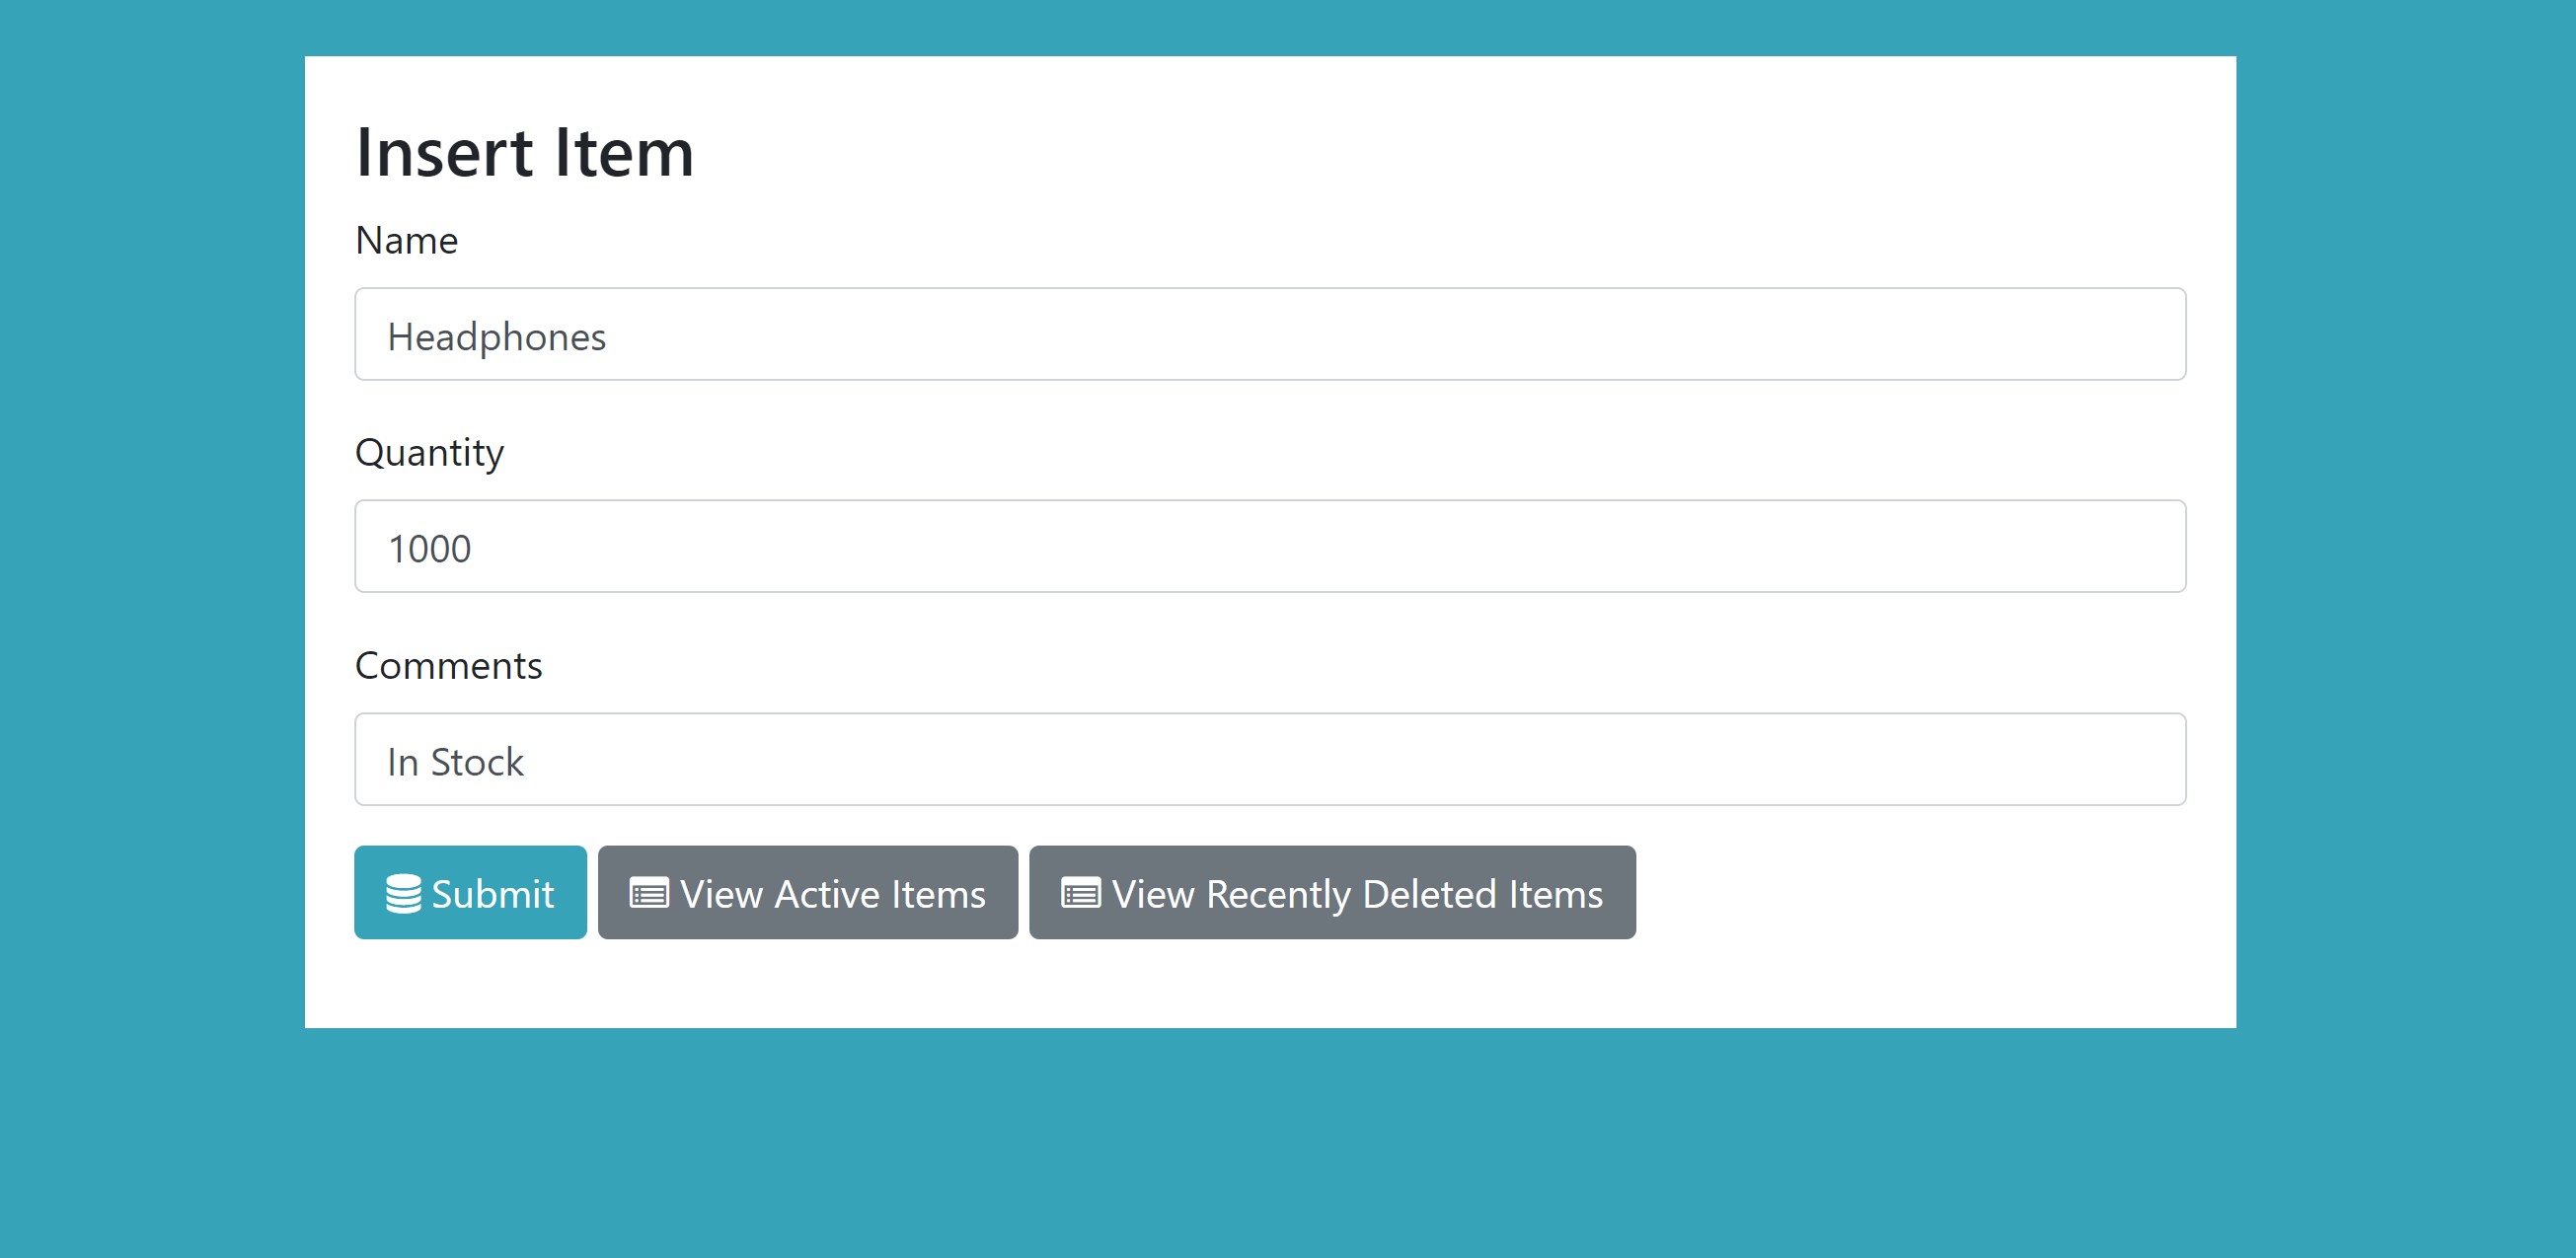 Insert Item
Name
Headphones
Quantity
1000
Comments
In Stock
Submit View Active Items View Recently Deleted Items